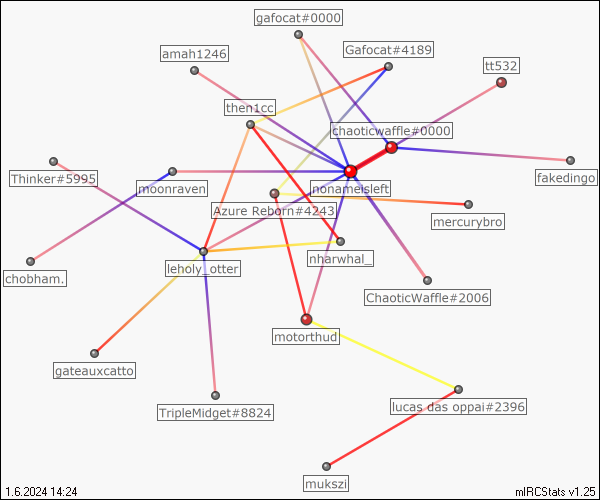 gafocat#0000
amah1246
Gafocat#4189
tt532
then1cc
chaoticwaffle#0000
Thinker#5995
moonraven
nonameisleft
fakedingo
Azure Reborn#4243
mercurybro
nharwhal_
leholy_otter
chobham.
ChaoticWaffle#2006
motorthud
gateauxcatto
TripleMidget#8824
lucas das oppai#2396
mukszi
1.6.2024 14:24
mIRCStats v1.25